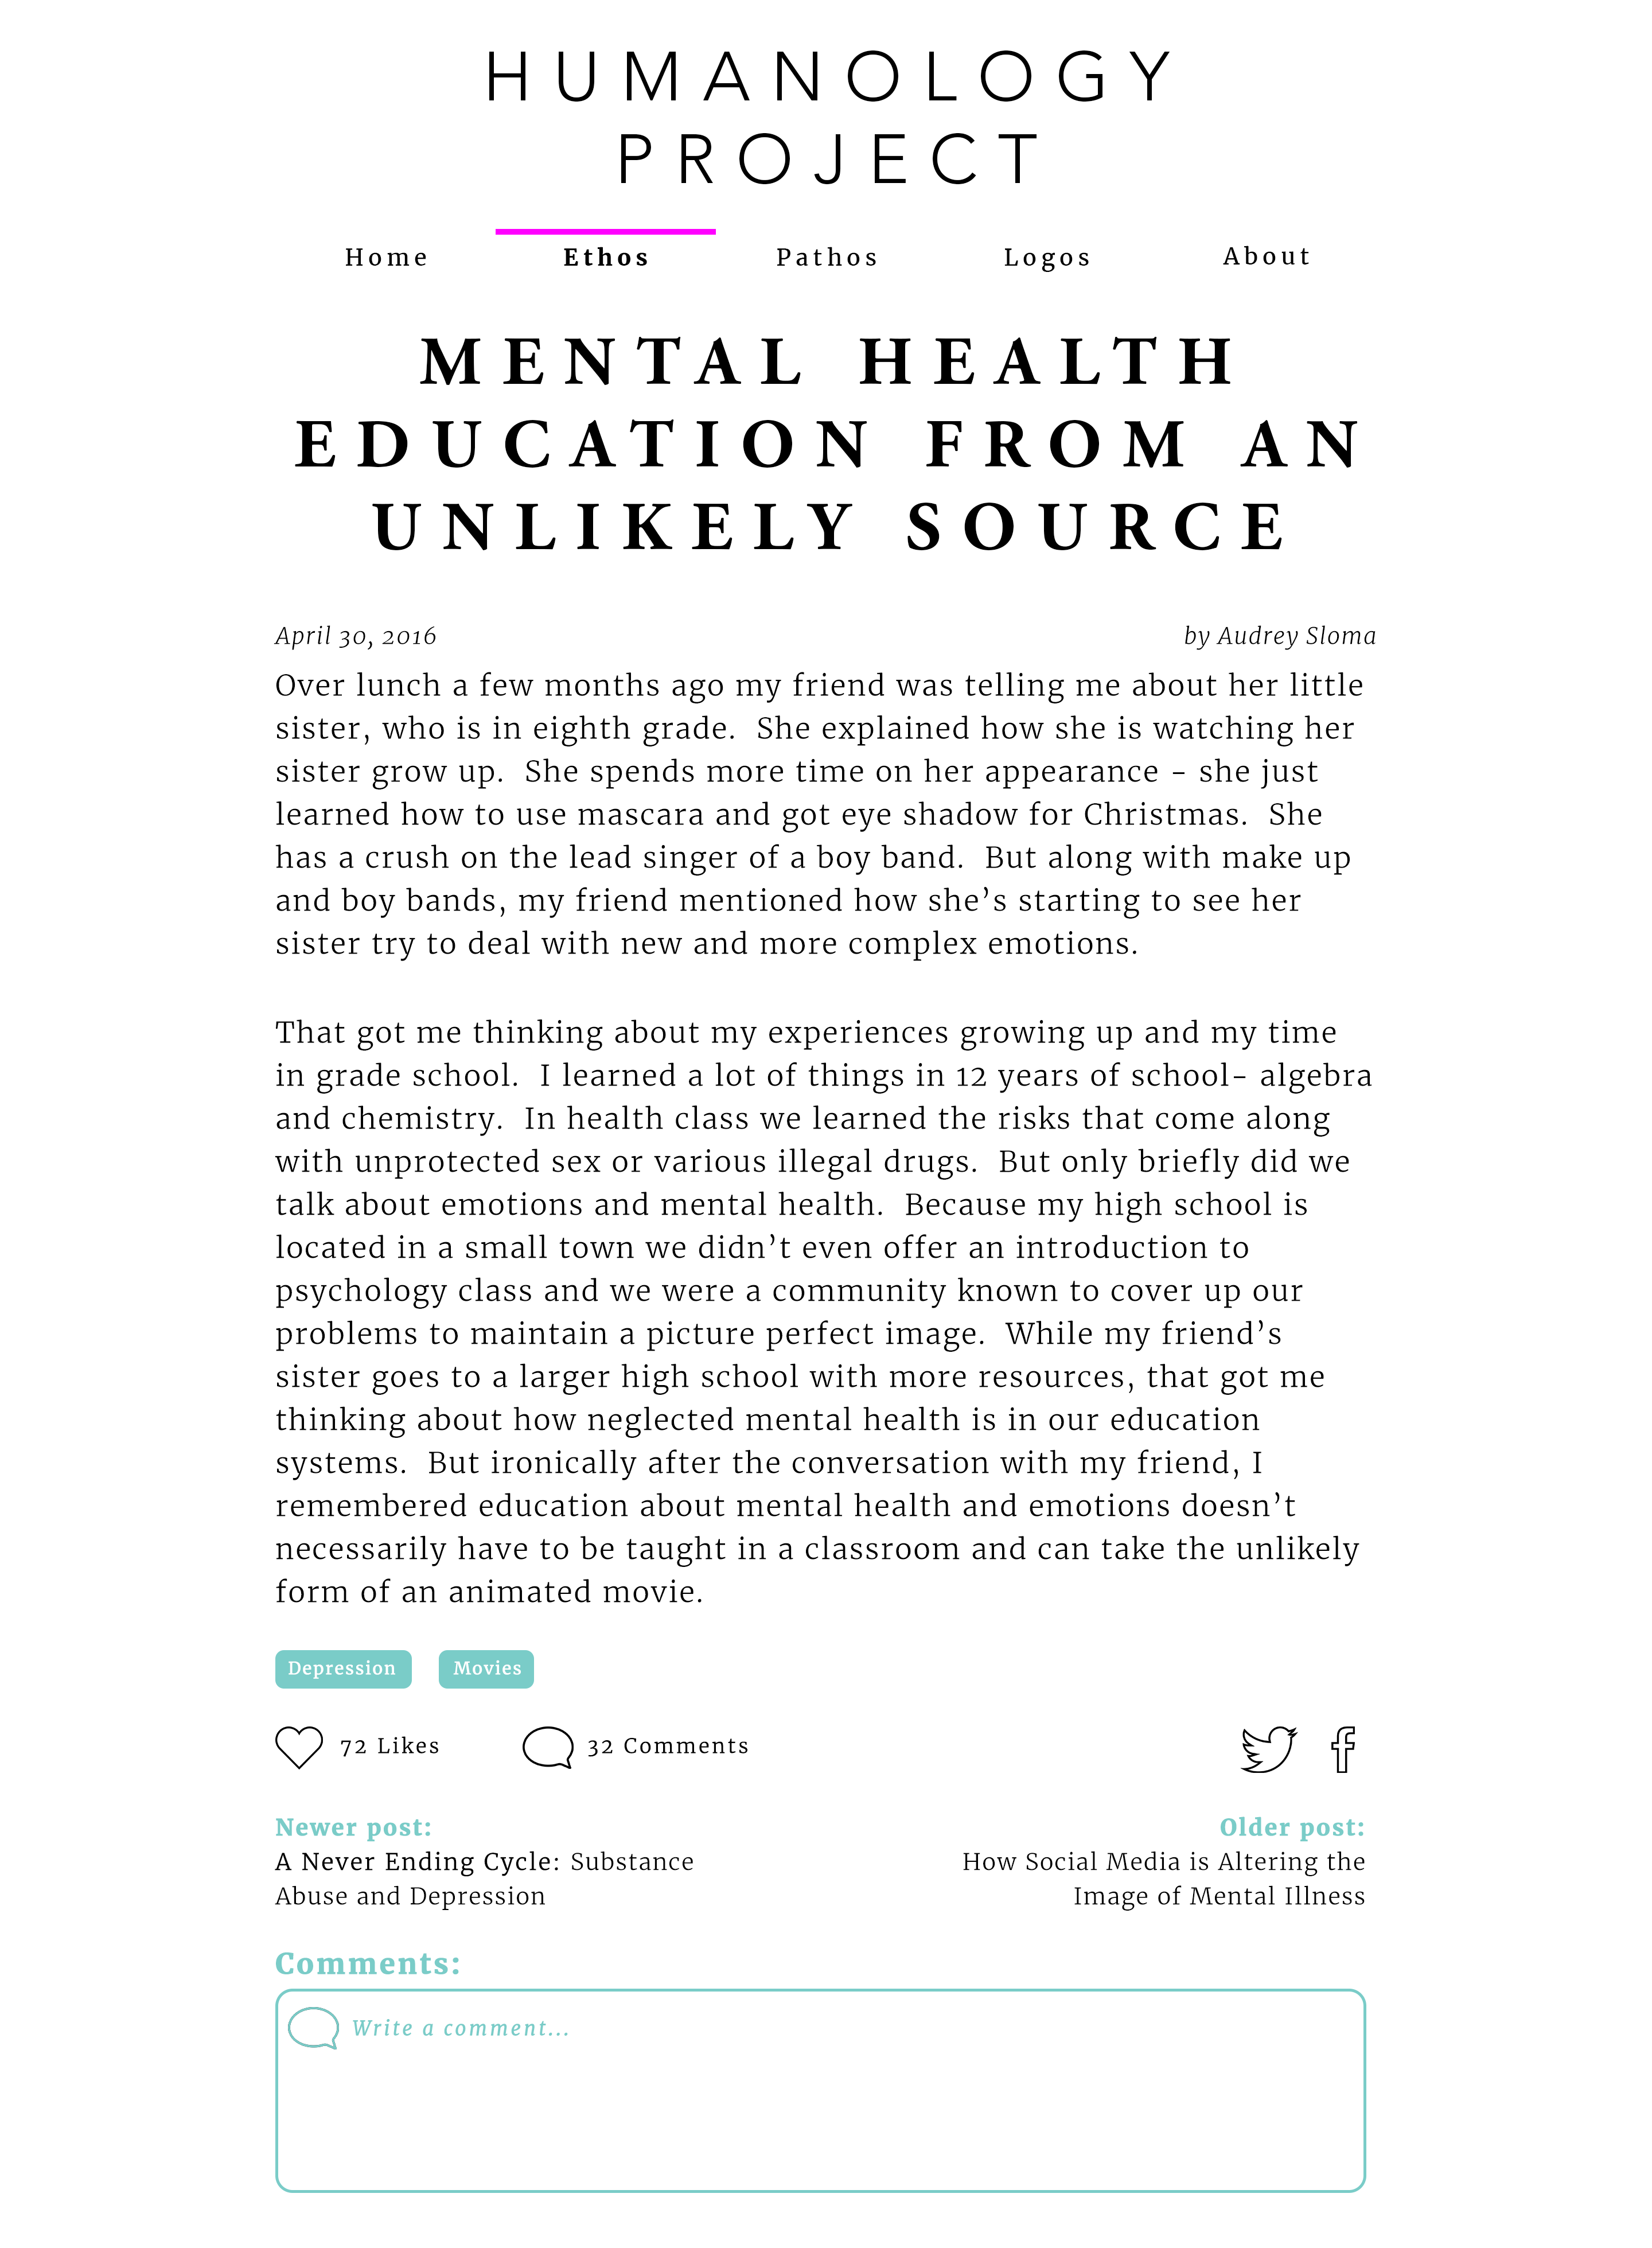 HUMANOLOGY
PROJECT
Home Ethos Pathos Logos About
MENTAL HEALTH
EDUCATION FROM AN
UNLIKELY SOURCE
April 30, 2016 by Audrey Sloma
Over lunch a few months ago my friend was telling me about her little
sister, who is in eighth grade.  She explained how she is watching her
sister grow up.  She spends more time on her appearance - she just
learned how to use mascara and got eye shadow for Christmas.  She
has a crush on the lead singer of a boy band.  But along with make up
and boy bands, my friend mentioned how she’s starting to see her
sister try to deal with new and more complex emotions.
That got me thinking about my experiences growing up and my time
in grade school.  I learned a lot of things in 12 years of school- algebra
and chemistry.  In health class we learned the risks that come along
with unprotected sex or various illegal drugs.  But only briefly did we
talk about emotions and mental health.  Because my high school is
located in a small town we didn’t even offer an introduction to
psychology class and we were a community known to cover up our
problems to maintain a picture perfect image.  While my friend’s
sister goes to a larger high school with more resources, that got me
thinking about how neglected mental health is in our education
systems.  But ironically after the conversation with my friend, I
remembered education about mental health and emotions doesn’t
necessarily have to be taught in a classroom and can take the unlikely
form of an animated movie.
Depression Movies
72 Likes 32 Comments
Newer post:
A Never Ending Cycle: Substance
Abuse and Depression
Older post:
How Social Media is Altering the
Image of Mental Illness
Comments:
Write a comment...